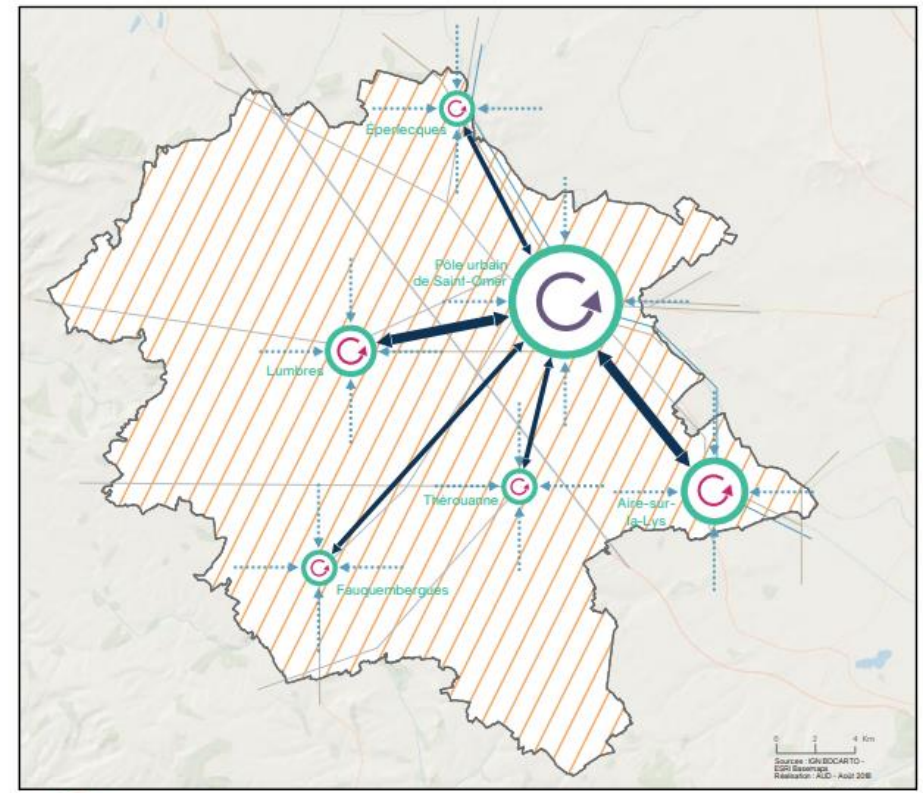 Éperlecques
Pôle urbain
de Saint-Omer
Lumbres
Thérouanne
Aire-sur-
la-Lys
Fauquembergues
0 2 4 Km
Sources : IGN BDCARTO -
ESRI Basemaps
Réalisation : AUD - Août 2018